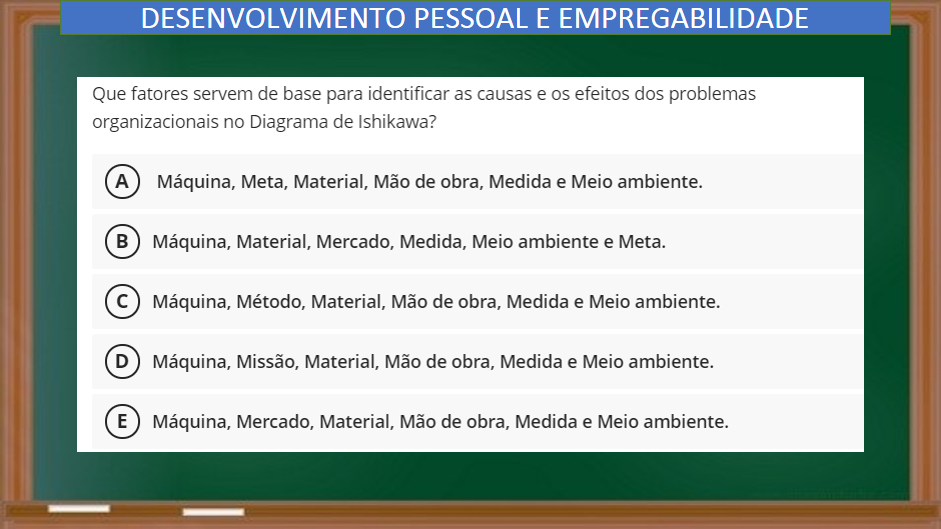 DESENVOLVIMENTO PESSOAL E EMPREGABILIDADE
Que fatores servem de base para identificar as causas e os efeitos dos problemas
organizacionais no Diagrama de Ishikawa?
A Máquina, Meta, Material, Mão de obra, Medida e Meio ambiente.
B Máquina, Material, Mercado, Medida, Meio ambiente e Meta.
C Máquina, Método, Material, Mão de obra, Medida e Meio ambiente.
D Máquina, Missão, Material, Mão de obra, Medida e Meio ambiente.
E Máquina, Mercado, Material, Mão de obra, Medida e Meio ambiente.